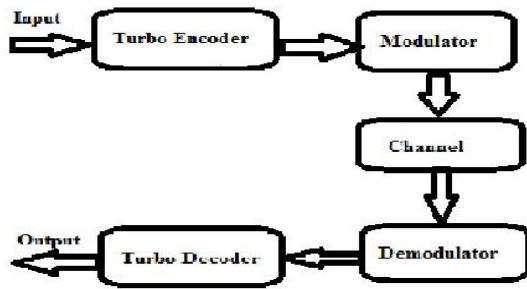 Input
Turbo Encoder
Modulator
Channel
Demodulator
Turbo Decoder
Output